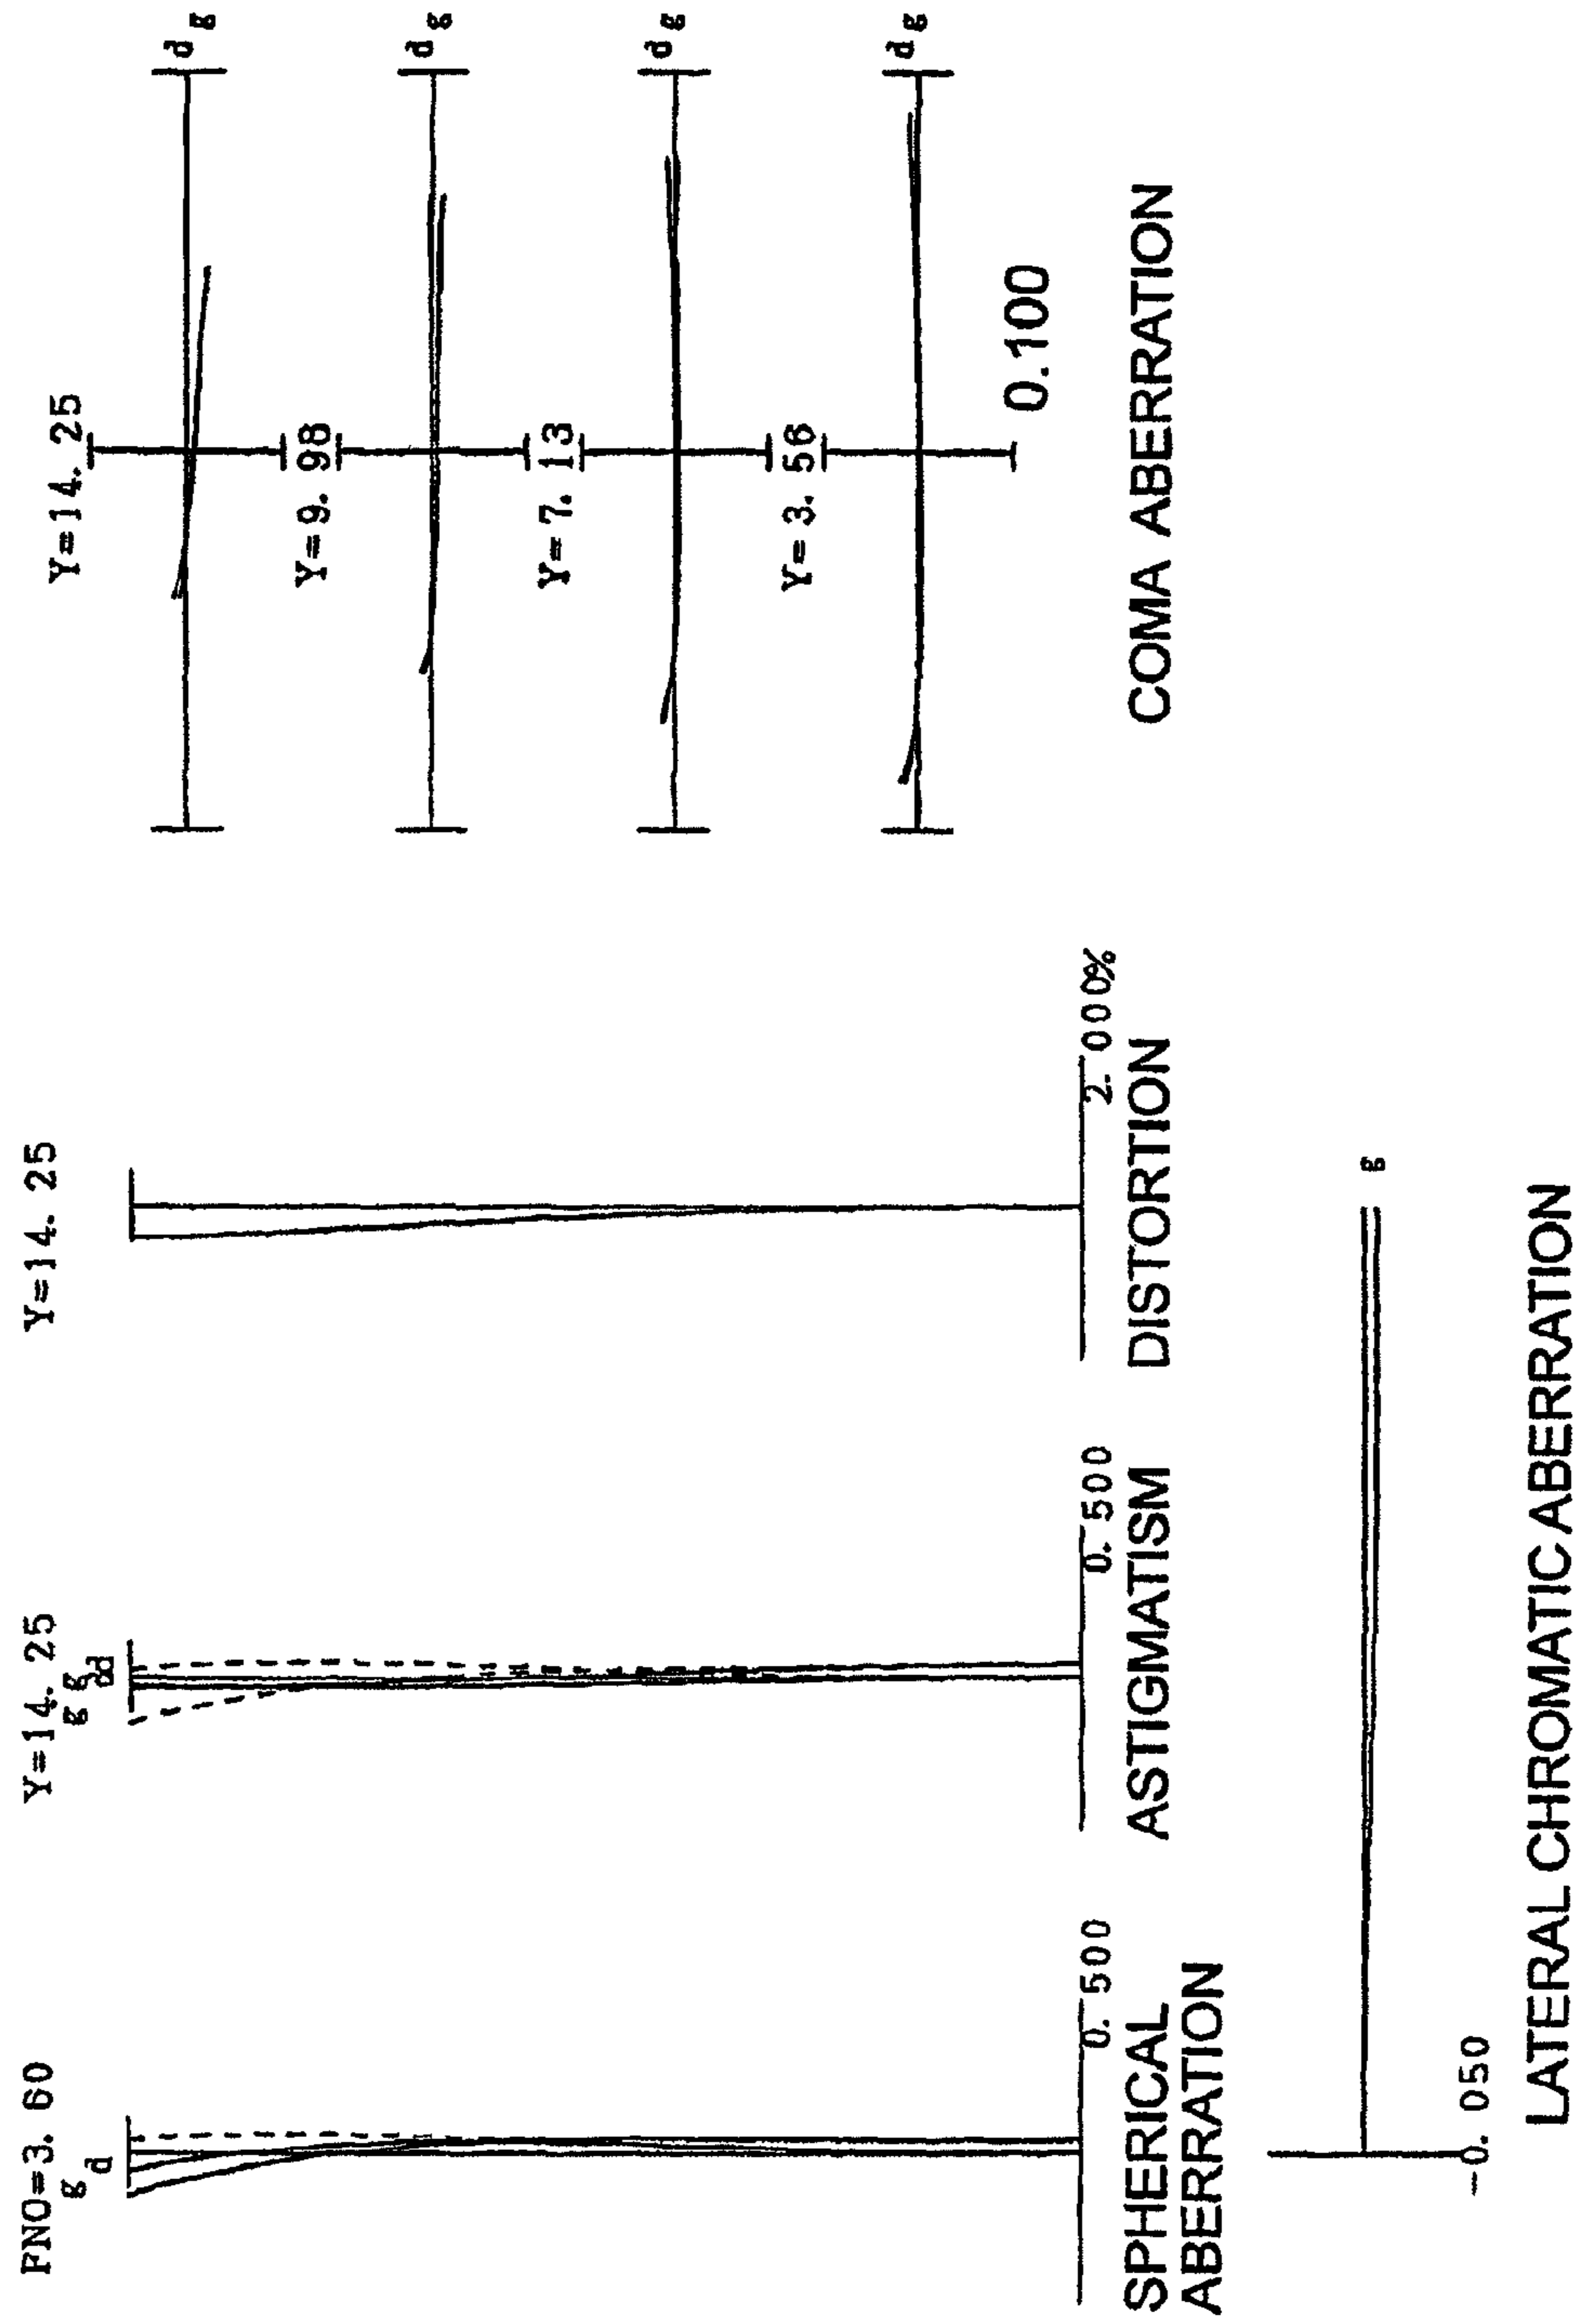 FNO=3. 60
g
d
0. 500
SPHERICAL
ABERRATION
Y=14. 25
g g
d d
0. 500
ASTIGMATISM
Y=14. 25
2. 000%
DISTORTION
Y=14. 25
d
g
Y=9. 98
d
g
Y=7. 13
d
g
Y=3. 56
d
g
0.100
COMA ABERRATION
g
-0. 050
LATERAL CHROMATIC ABERRATION